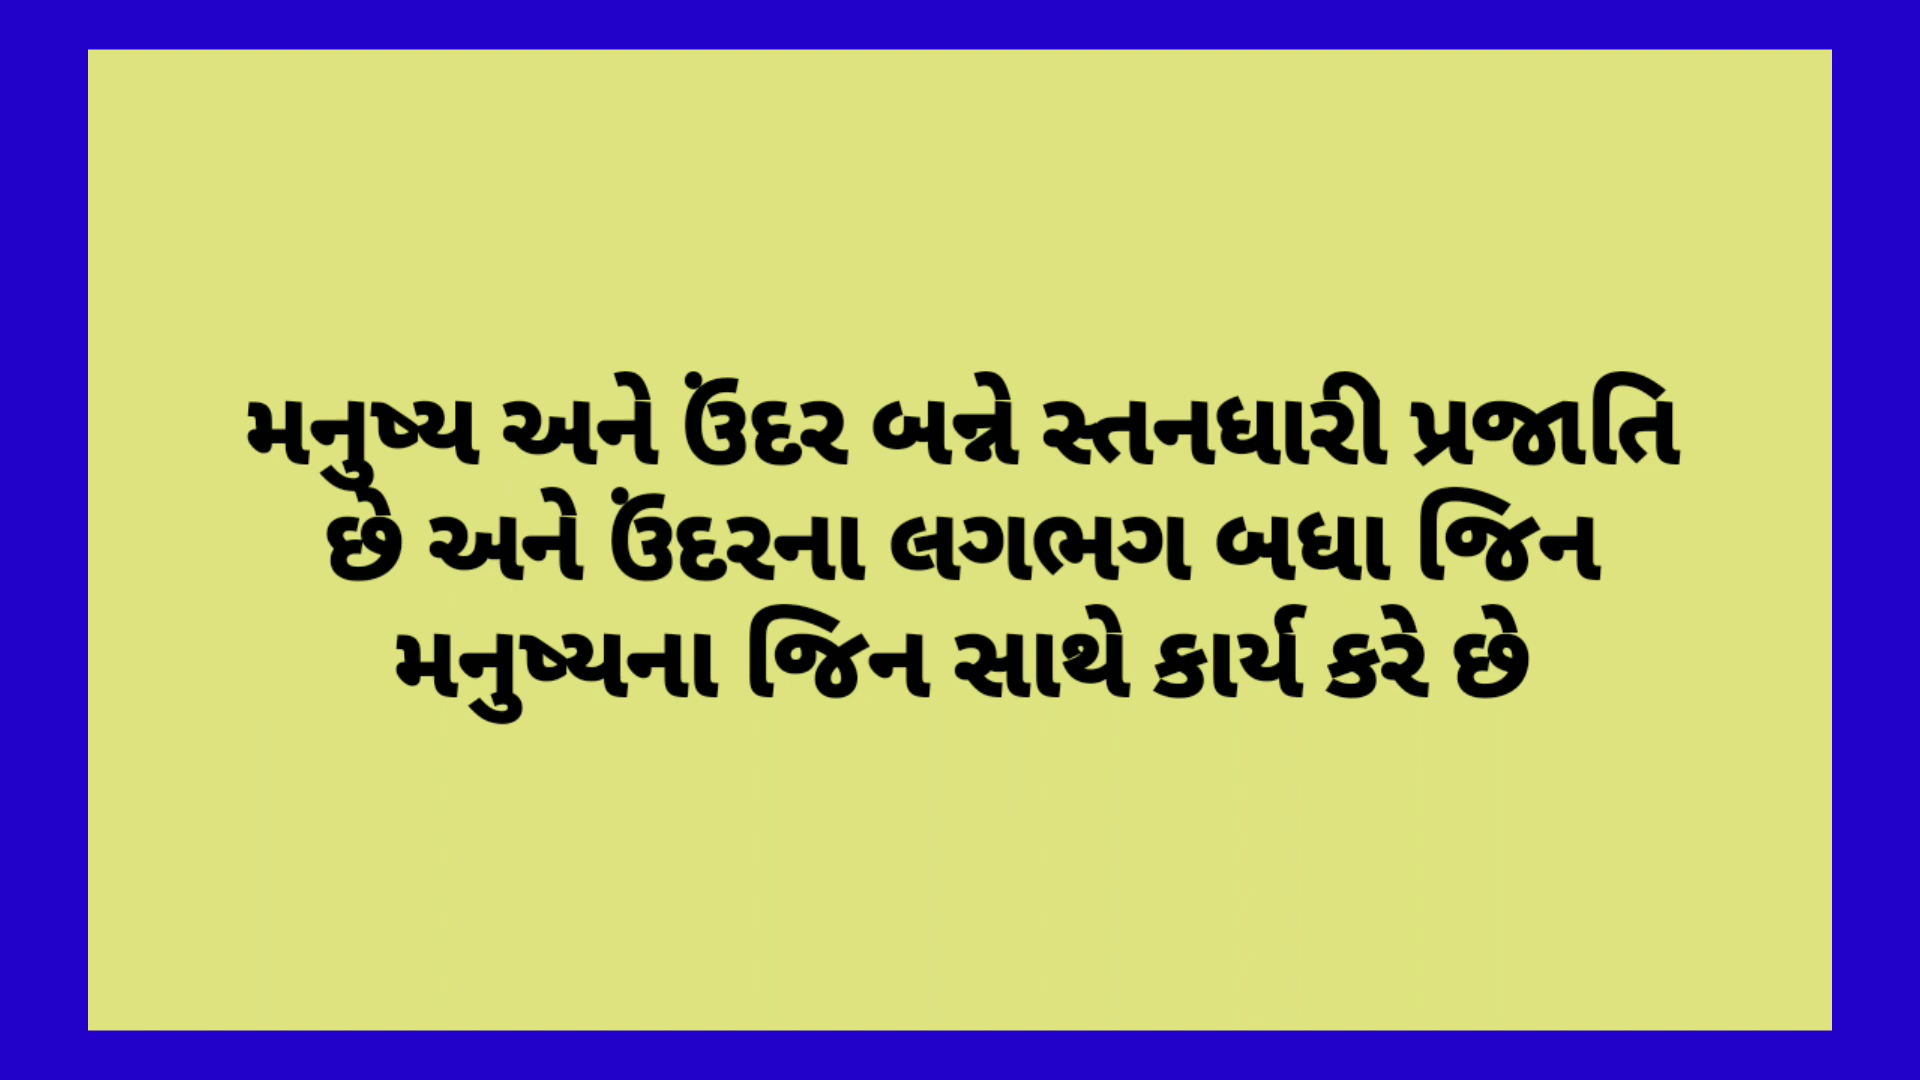 મનુષ્ય અને ઉંદર બન્ને સ્તનધારી પ્રજાતિ
છે અને ઉંદરના લગભગ બધા જિન
મનુષ્યના જિન સાથે કાર્ય કરે છે